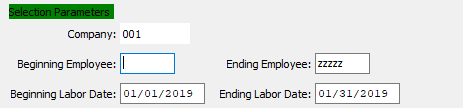 Selection Parameters
Company: 001
Beginning Employee: Ending Employee: zzzzz
Beginning Labor Date: 01/01/2019 Ending Labor Date: 01/31/2019